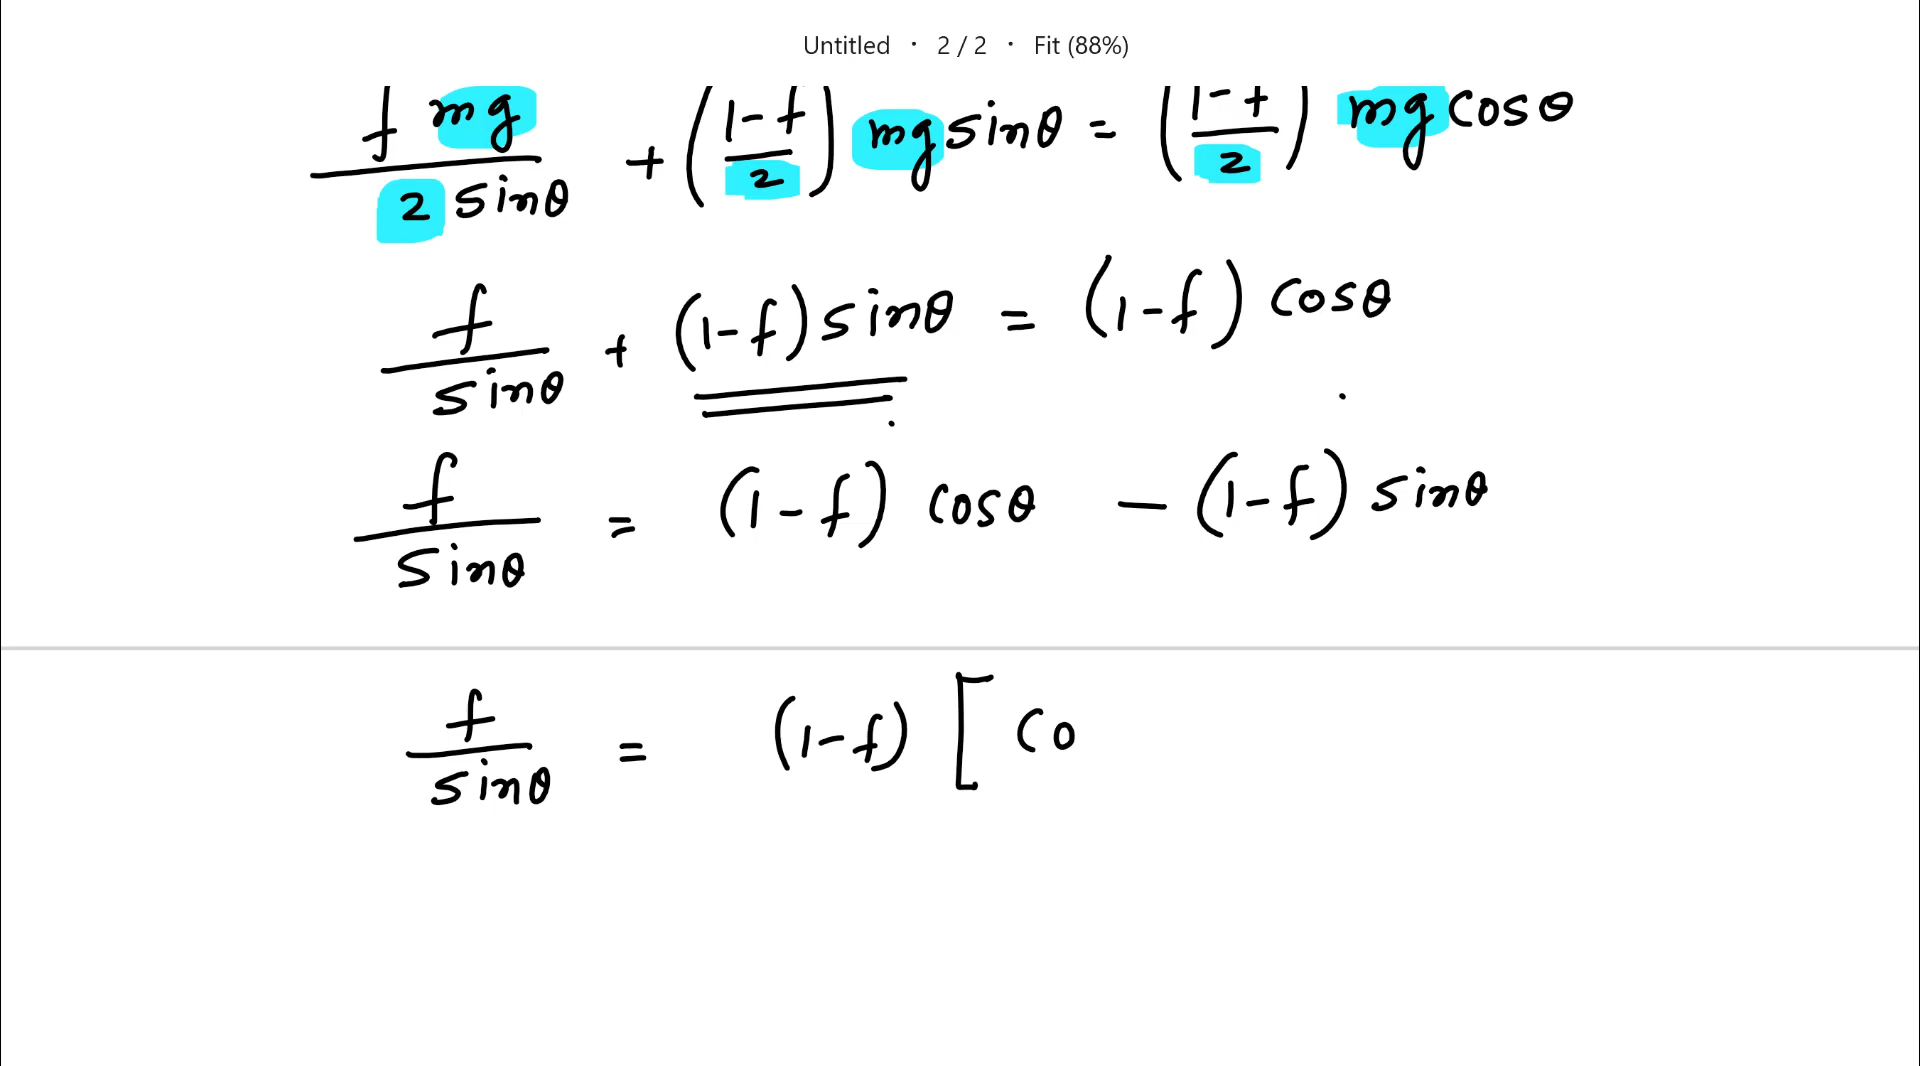 Untitled · 2 / 2 · Fit (88%)
f mg / 2 sinθ + (1-f / 2) mg sinθ = (1-f / 2) mg cosθ
f / sinθ + (1-f) sinθ = (1-f) cosθ
f / sinθ = (1-f) cosθ - (1-f) sinθ
f / sinθ = (1-f) [ co